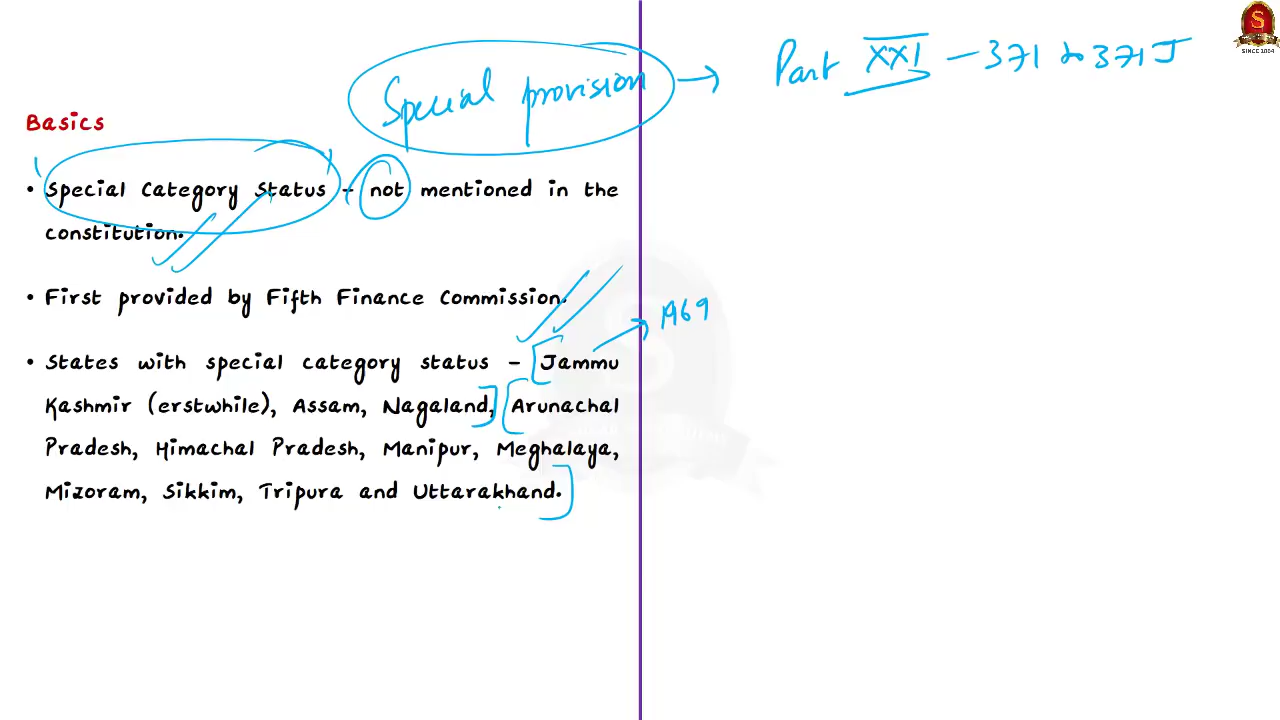 Special provision → Part XXI – 371 to 371 J
Basics
• Special Category Status - not mentioned in the
constitution.
• First provided by Fifth Finance Commission.
1969
• States with special category status – Jammu
Kashmir (erstwhile), Assam, Nagaland, Arunachal
Pradesh, Himachal Pradesh, Manipur, Meghalaya,
Mizoram, Sikkim, Tripura and Uttarakhand.
S
SINCE 2004